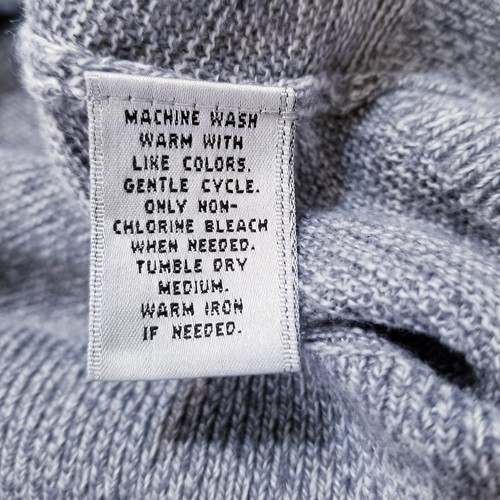 MACHINE WASH
WARM WITH
LIKE COLORS.
GENTLE CYCLE.
ONLY NON-
CHLORINE BLEACH
WHEN NEEDED.
TUMBLE DRY
MEDIUM.
WARM IRON
IF NEEDED.